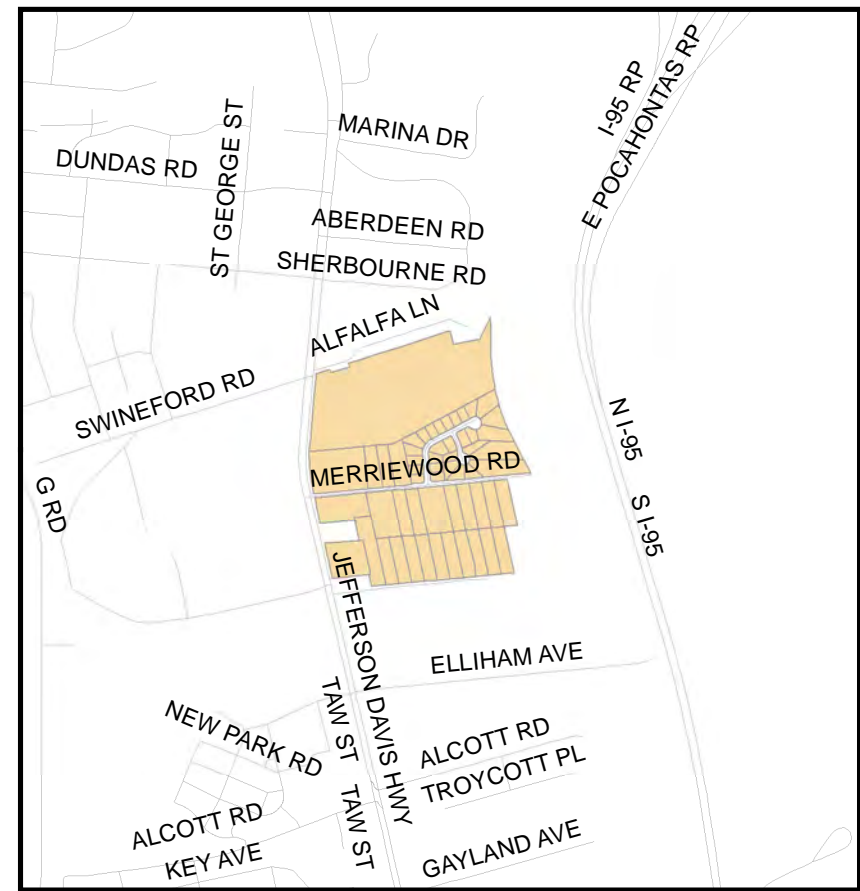 I-95 RP
E POCAHONTAS RP
MARINA DR
DUNDAS RD
ST GEORGE ST
ABERDEEN RD
SHERBOURNE RD
ALFALFA LN
SWINEFORD RD
N I-95
MERRIEWOOD RD
G RD
S I-95
JEFFERSON DAVIS HWY
ELLIHAM AVE
TAW ST
NEW PARK RD
ALCOTT RD
TROYCOTT PL
TAW ST
ALCOTT RD
KEY AVE
GAYLAND AVE